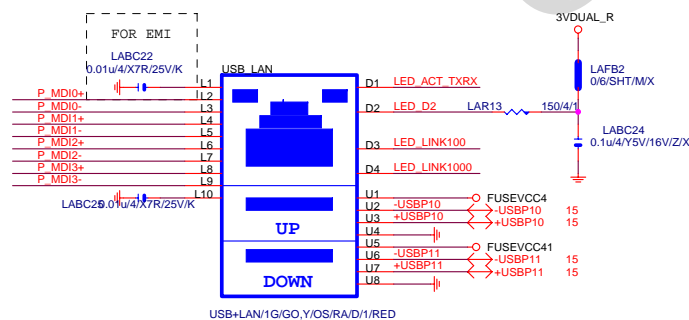 3VDUAL_R
FOR EMI
LABC22
0.01u/4/X7R/25V/K
USB_LAN
LAFB2
0/6/SHT/M/X
L1
D1 LED_ACT_TXRX
P_MDI0+ L2
P_MDI0- L3
D2 LED_D2 LAR13 150/4/1
P_MDI1+ L4
P_MDI1- L5
LABC24
0.1u/4/Y5V/16V/Z/X
P_MDI2+ L6
D3 LED_LINK100
P_MDI2- L7
P_MDI3+ L8
D4 LED_LINK1000
P_MDI3- L9
L10
LABC25 0.01u/4/X7R/25V/K
U1 FUSEVCC4
U2 -USBP10 -USBP10 15
U3 +USBP10 +USBP10 15
UP
U4
U5 FUSEVCC41
U6 -USBP11 -USBP11 15
U7 +USBP11 +USBP11 15
DOWN
U8
USB+LAN/1G/GO,Y/OS/RA/D/1/RED